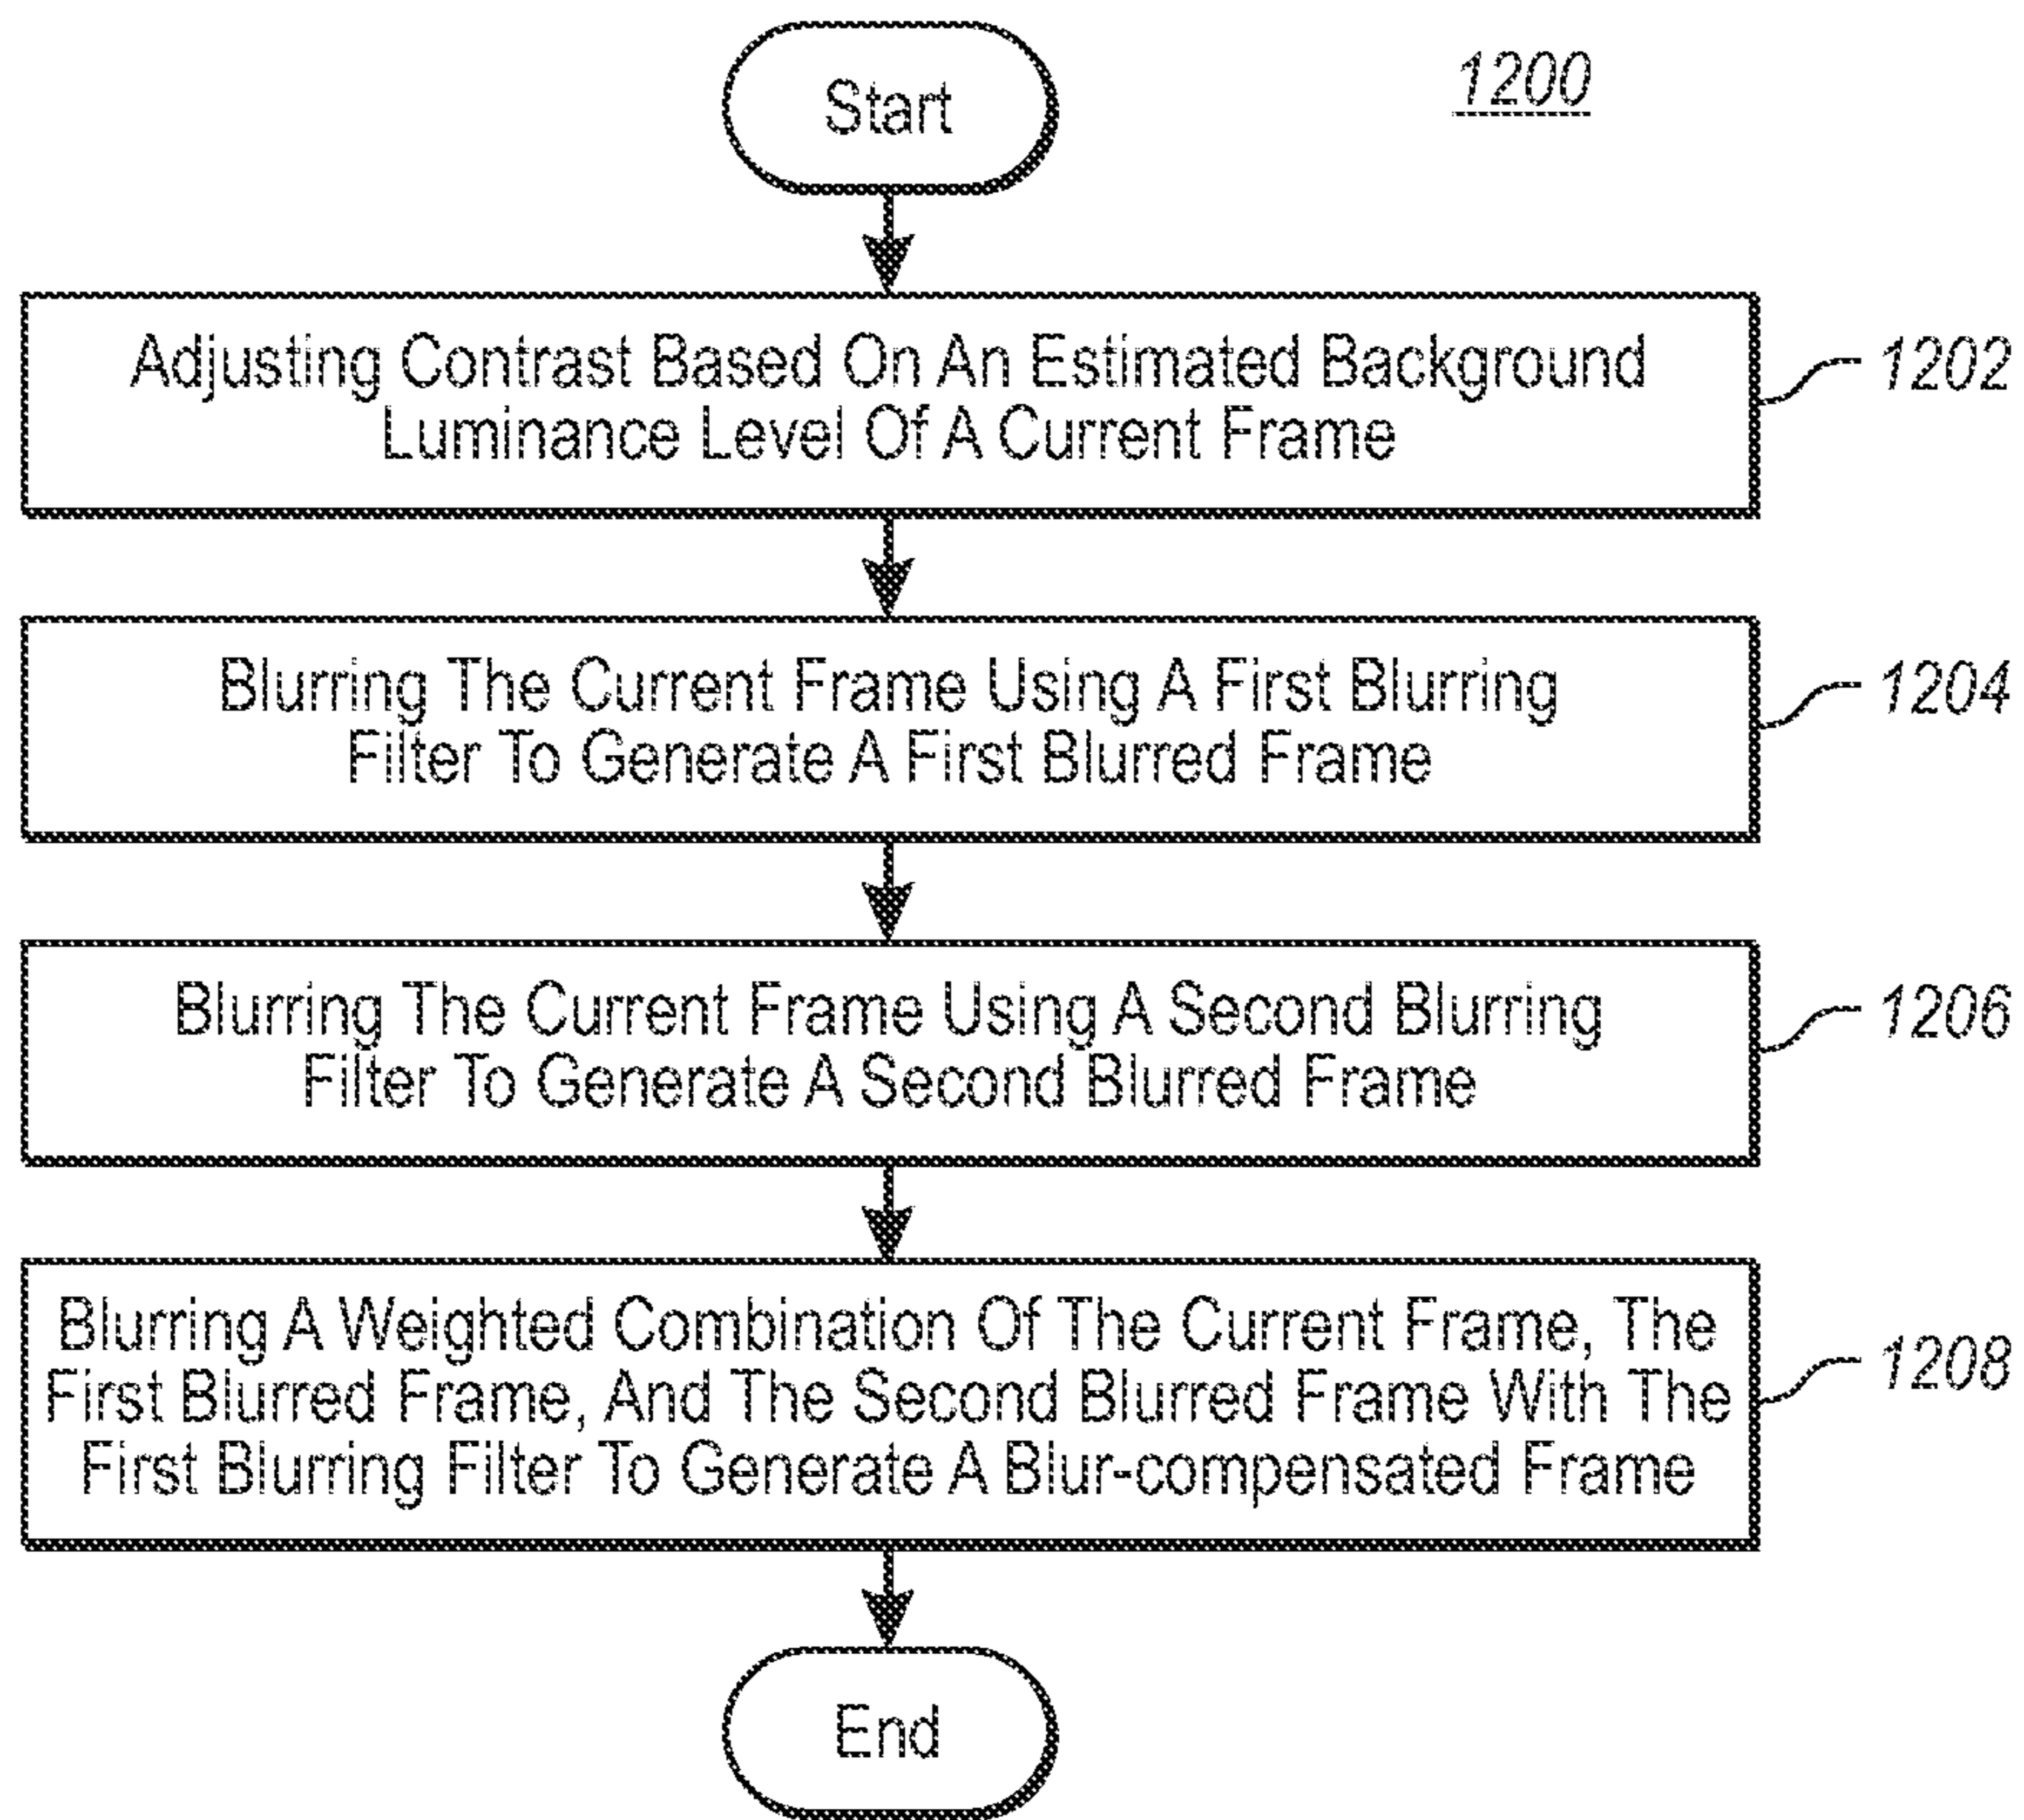 Start
1200
Adjusting Contrast Based On An Estimated Background
Luminance Level Of A Current Frame
1202
Blurring The Current Frame Using A First Blurring
Filter To Generate A First Blurred Frame
1204
Blurring The Current Frame Using A Second Blurring
Filter To Generate A Second Blurred Frame
1206
Blurring A Weighted Combination Of The Current Frame, The
First Blurred Frame, And The Second Blurred Frame With The
First Blurring Filter To Generate A Blur-compensated Frame
1208
End